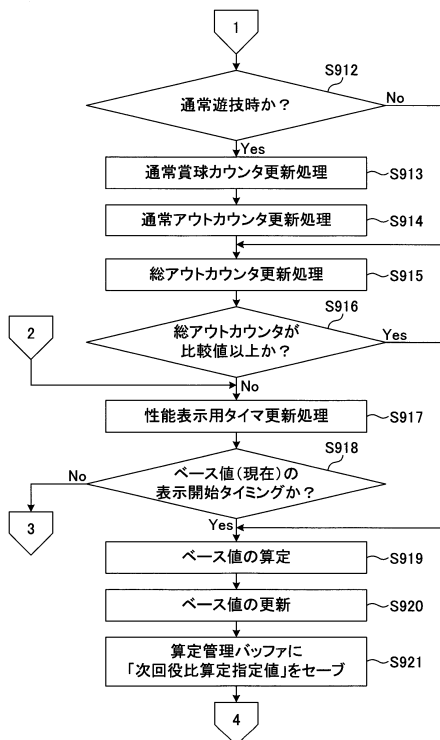 1
S912
通常遊技時か？
No
Yes
通常賞球カウンタ更新処理
S913
通常アウトカウンタ更新処理
S914
総アウトカウンタ更新処理
S915
S916
2
総アウトカウンタが
比較値以上か？
Yes
No
性能表示用タイマ更新処理
S917
S918
No
ベース値（現在）の
表示開始タイミングか？
3
Yes
ベース値の算定
S919
ベース値の更新
S920
算定管理バッファに
「次回役比算定指定値」をセーブ
S921
4